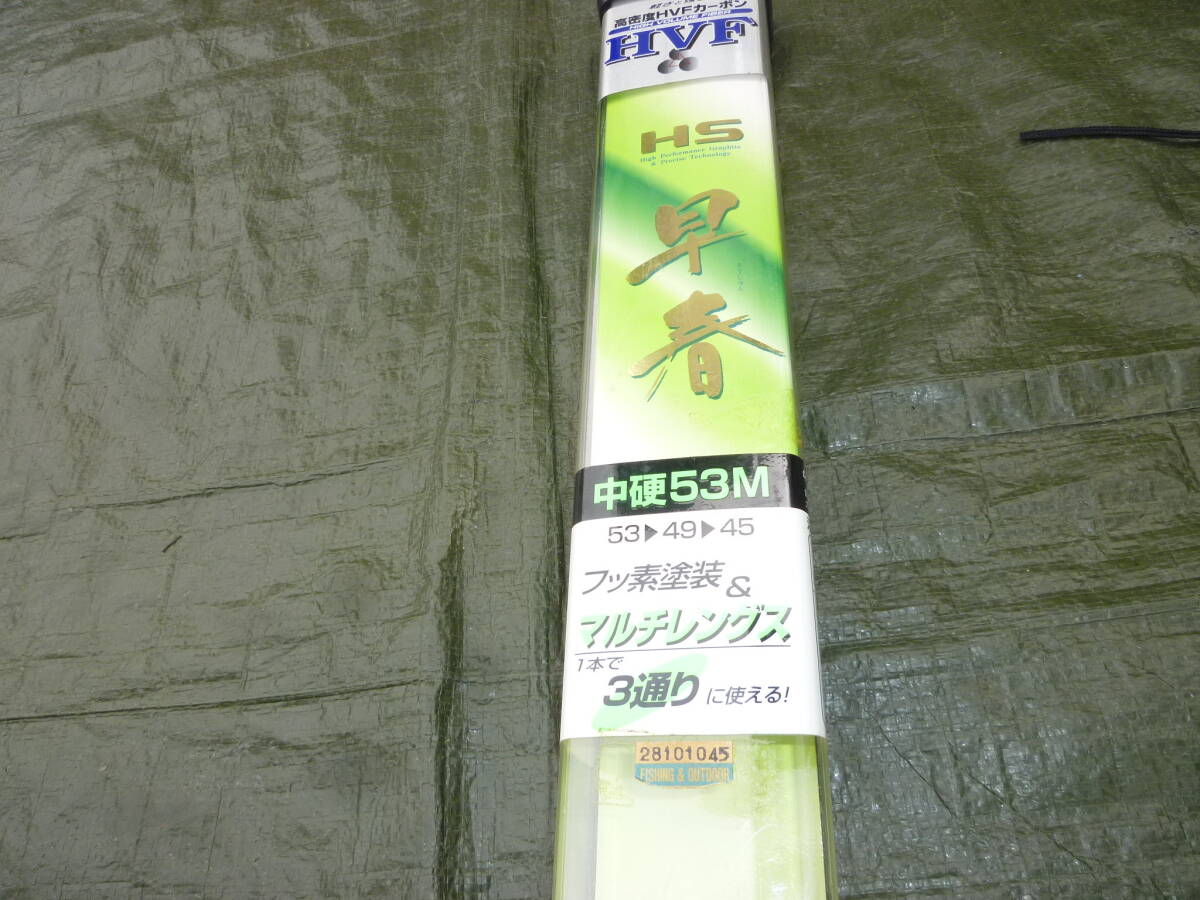 高密度HVFカーボン
HIGH VOLUME FIBER
HVF
HS
High Performance Graphite
& Precise Technology
早春
中硬53M
53▶49▶45
フッ素塗装&
マルチレングス
1本で
3通りに使える!
28101045
FISHING & OUTDOOR